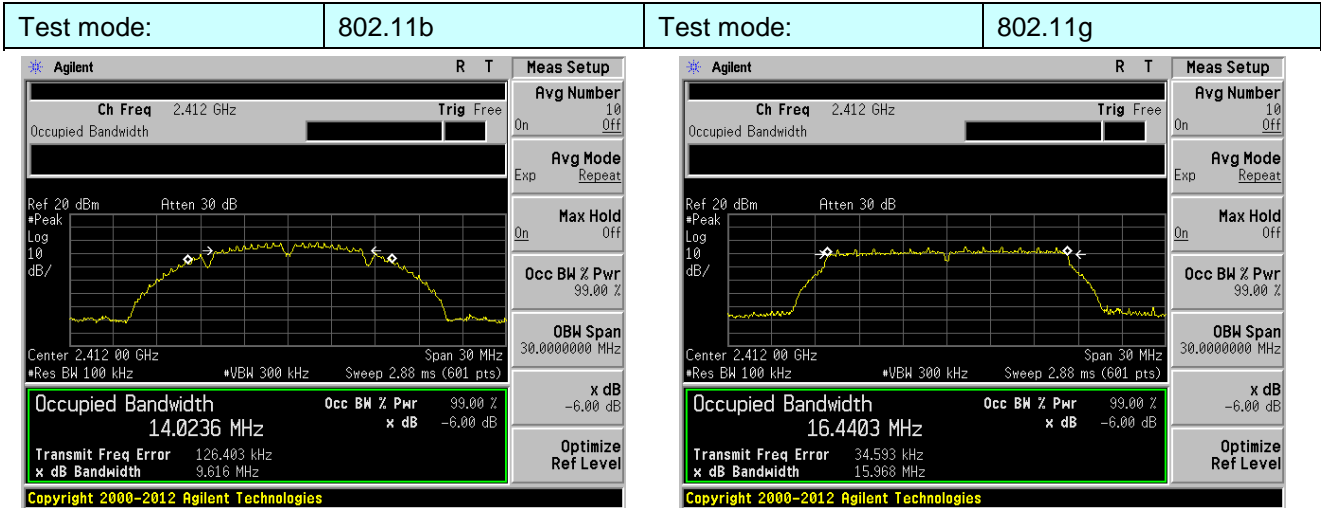 Test mode: 802.11b Test mode: 802.11g
Agilent R T Meas Setup
Ch Freq 2.412 GHz Trig Free
Occupied Bandwidth
Avg Number
10
On Off
Avg Mode
Exp Repeat
Ref 20 dBm Atten 30 dB
#Peak
Log
10
dB/
Max Hold
On Off
Occ BW % Pwr
99.00 %
OBW Span
30.0000000 MHz
Center 2.412 00 GHz Span 30 MHz
#Res BW 100 kHz #VBW 300 kHz Sweep 2.88 ms (601 pts)
x dB
-6.00 dB
Occupied Bandwidth Occ BW % Pwr 99.00 %
14.0236 MHz x dB -6.00 dB
Transmit Freq Error 126.403 kHz
x dB Bandwidth 9.616 MHz
Optimize
Ref Level
Copyright 2000-2012 Agilent Technologies
Agilent R T Meas Setup
Ch Freq 2.412 GHz Trig Free
Occupied Bandwidth
Avg Number
10
On Off
Avg Mode
Exp Repeat
Ref 20 dBm Atten 30 dB
#Peak
Log
10
dB/
Max Hold
On Off
Occ BW % Pwr
99.00 %
OBW Span
30.0000000 MHz
Center 2.412 00 GHz Span 30 MHz
#Res BW 100 kHz #VBW 300 kHz Sweep 2.88 ms (601 pts)
x dB
-6.00 dB
Occupied Bandwidth Occ BW % Pwr 99.00 %
16.4403 MHz x dB -6.00 dB
Transmit Freq Error 34.593 kHz
x dB Bandwidth 15.968 MHz
Optimize
Ref Level
Copyright 2000-2012 Agilent Technologies